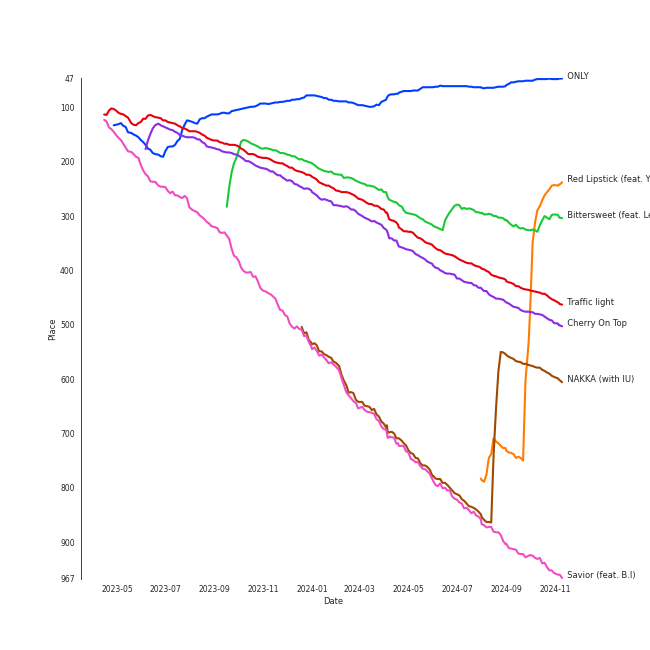 47
ONLY
100
200
Red Lipstick (feat. Y
300
Bittersweet (feat. Le
400
Traffic light
500
Cherry On Top
Place
600
NAKKA (with IU)
700
800
900
967
Savior (feat. B.I)
2023-05 2023-07 2023-09 2023-11 2024-01 2024-03 2024-05 2024-07 2024-09 2024-11
Date